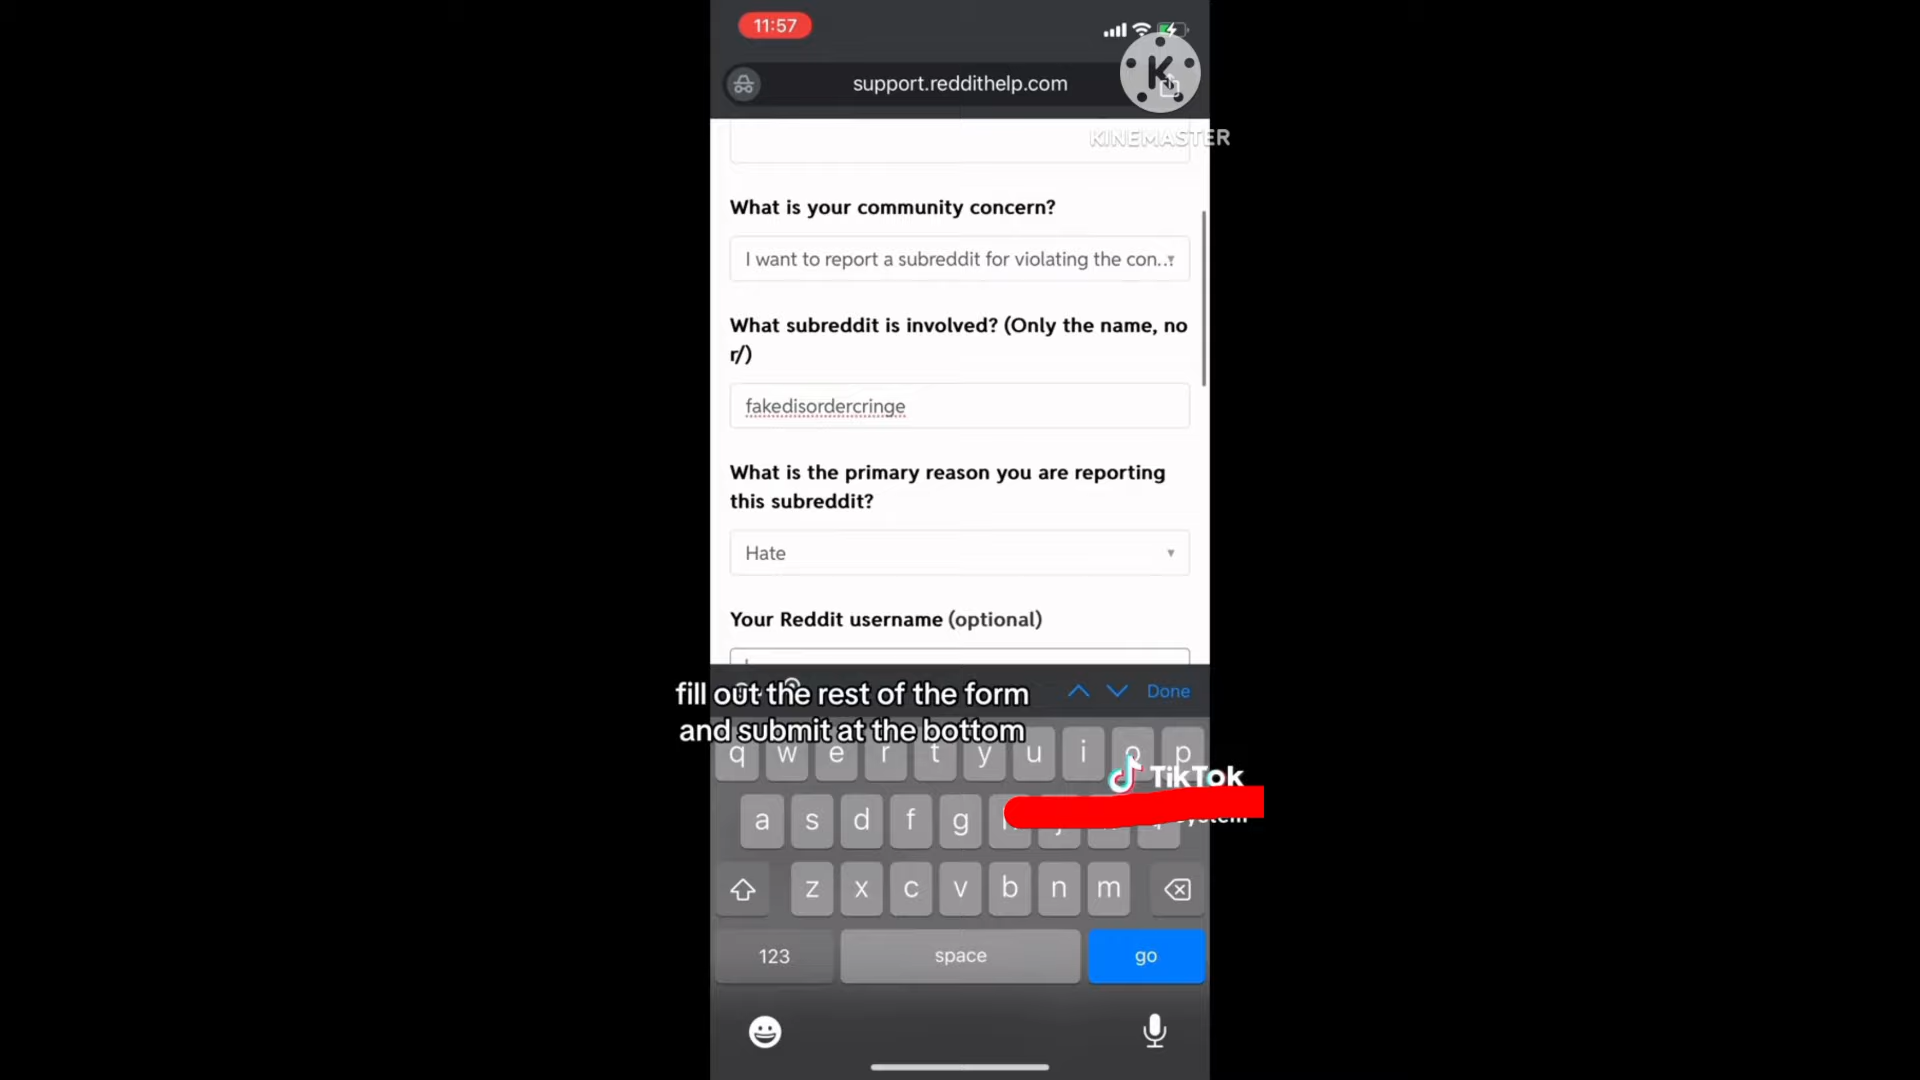 11:57
support.reddithelp.com
K
KINEMASTER
What is your community concern?
I want to report a subreddit for violating the con...
What subreddit is involved? (Only the name, no
r/)
fakedisordercringe
What is the primary reason you are reporting
this subreddit?
Hate
Your Reddit username (optional)
fill out the rest of the form
and submit at the bottom
Done
q w e r t y u i o p
TikTok
a s d f g
z x c v b n m
123 space go